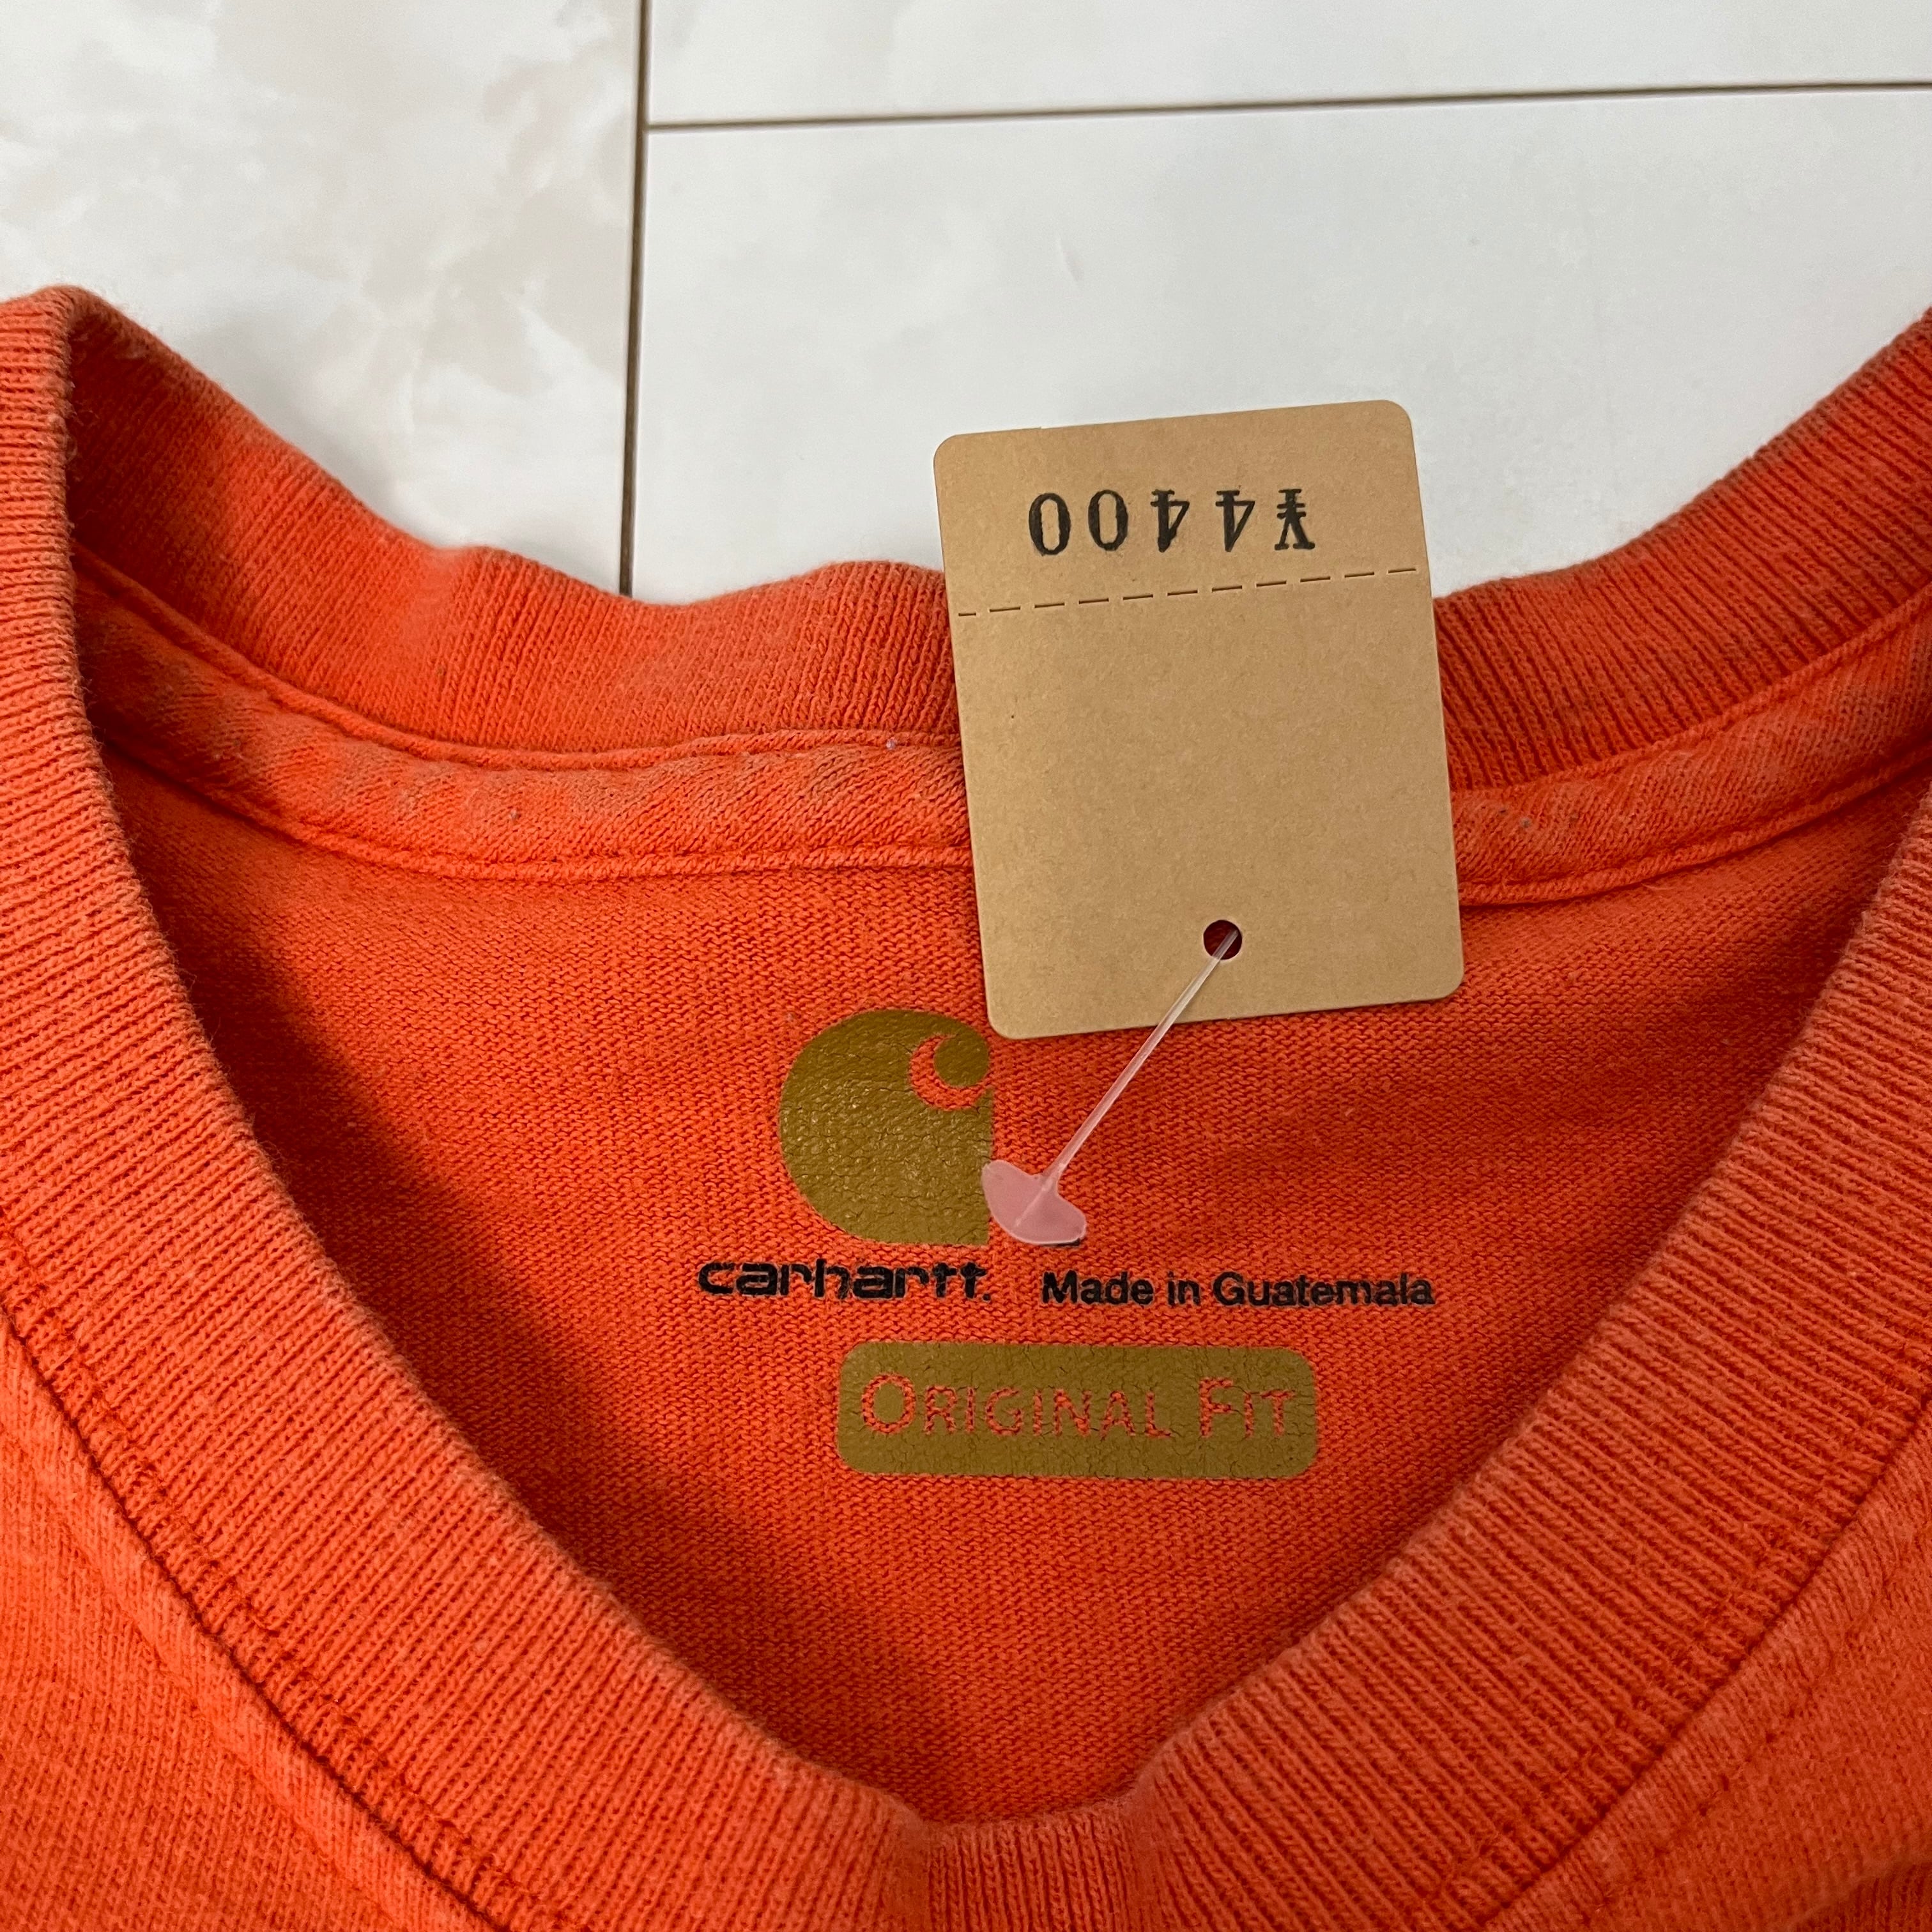 ¥4400
carhartt. Made in Guatemala
ORIGINAL FIT